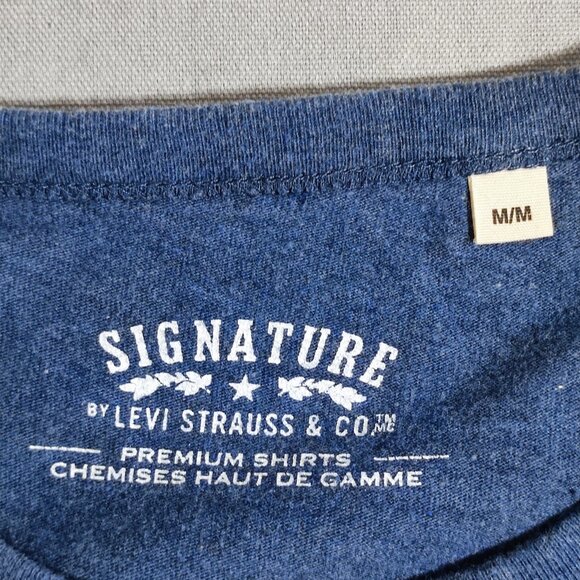 M/M
SIGNATURE
BY LEVI STRAUSS & CO. TM MC
PREMIUM SHIRTS
CHEMISES HAUT DE GAMME